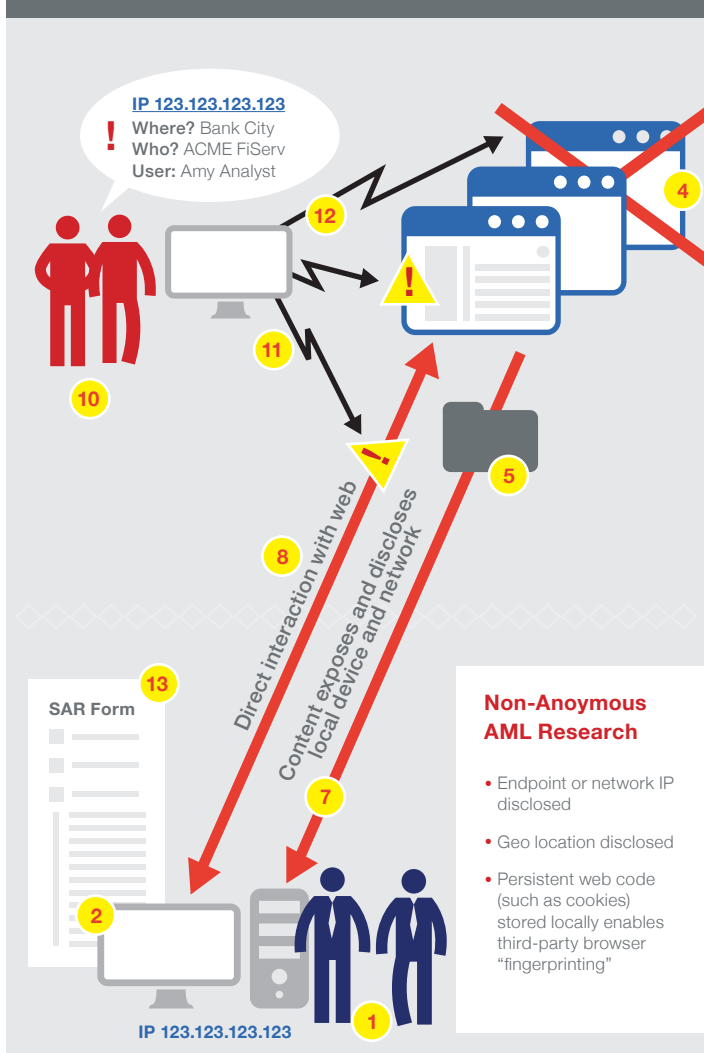 IP 123.123.123.123
! Where? Bank City
Who? ACME FiServ
User: Amy Analyst
12
4
!
11
10
!
5
8
Direct interaction with web
Content exposes and discloses
local device and network
7
13
SAR Form
2
IP 123.123.123.123
1
Non-Anoymous
AML Research
• Endpoint or network IP
disclosed
• Geo location disclosed
• Persistent web code
(such as cookies)
stored locally enables
third-party browser
“fingerprinting”